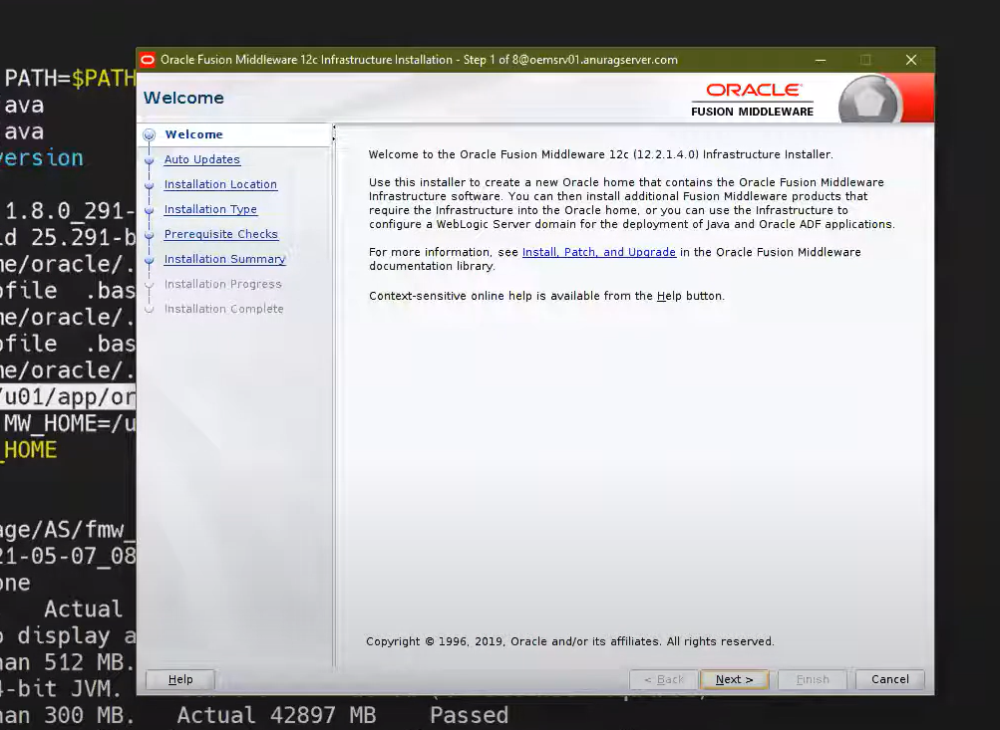 Oracle Fusion Middleware 12c Infrastructure Installation - Step 1 of 8@oemsrv01.anuragserver.com
Welcome
ORACLE
FUSION MIDDLEWARE
Welcome
Auto Updates
Installation Location
Installation Type
Prerequisite Checks
Installation Summary
Installation Progress
Installation Complete
Welcome to the Oracle Fusion Middleware 12c (12.2.1.4.0) Infrastructure Installer.
Use this installer to create a new Oracle home that contains the Oracle Fusion Middleware
Infrastructure software. You can then install additional Fusion Middleware products that
require the Infrastructure into the Oracle home, or you can use the Infrastructure to
configure a WebLogic Server domain for the deployment of Java and Oracle ADF applications.
For more information, see Install, Patch, and Upgrade in the Oracle Fusion Middleware
documentation library.
Context-sensitive online help is available from the Help button.
Copyright © 1996, 2019, Oracle and/or its affiliates. All rights reserved.
Help
< Back
Next >
Finish
Cancel
PATH=$PATH
ava
ava
version
1.8.0_291-
d 25.291-b
me/oracle/.
ofile .bas
me/oracle/.
ofile .bas
me/oracle/.
/u01/app/or
MW_HOME=/u
_HOME
age/AS/fmw_
21-05-07_08
one
Actual
o display a
han 512 MB.
4-bit JVM.
han 300 MB. Actual 42897 MB Passed